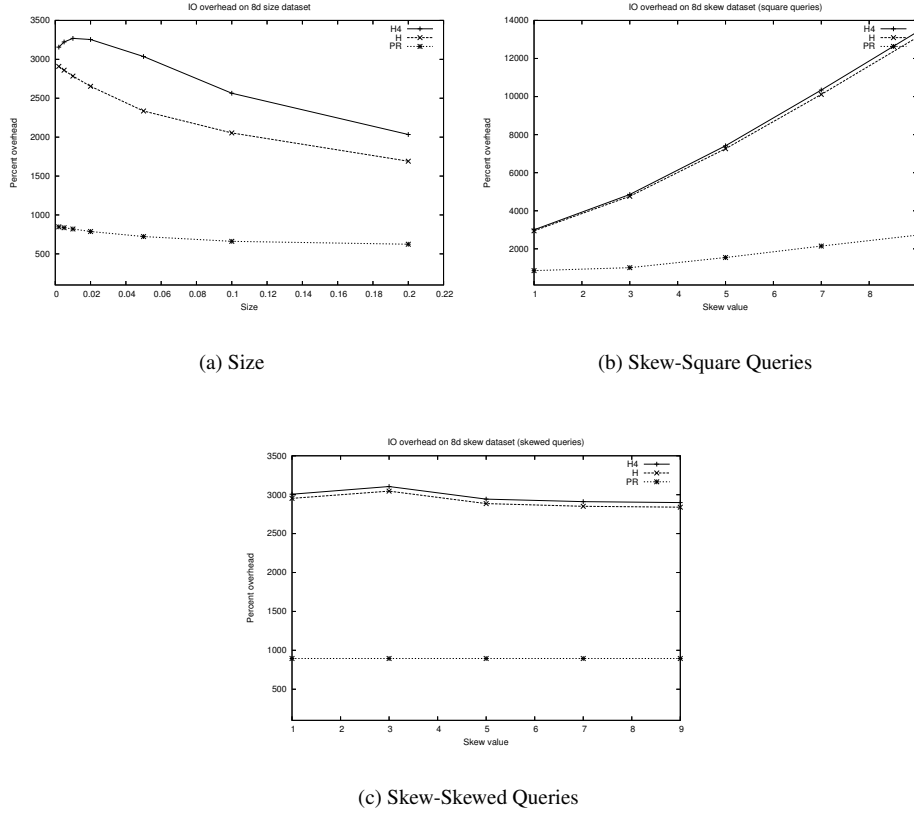 IO overhead on 8d size dataset
3500
3000
2500
2000
1500
1000
500
0 0.02 0.04 0.06 0.08 0.1 0.12 0.14 0.16 0.18 0.2 0.22
Percent overhead
Size
H4
H
PR
(a) Size
IO overhead on 8d skew dataset (square queries)
14000
12000
10000
8000
6000
4000
2000
1 3 4 5 6 7 8
Percent overhead
Skew value
H4
H
PR
(b) Skew-Square Queries
IO overhead on 8d skew dataset (skewed queries)
3500
3000
2500
2000
1500
1000
500
1 2 3 4 5 6 7 8 9
Percent overhead
Skew value
H4
H
PR
(c) Skew-Skewed Queries